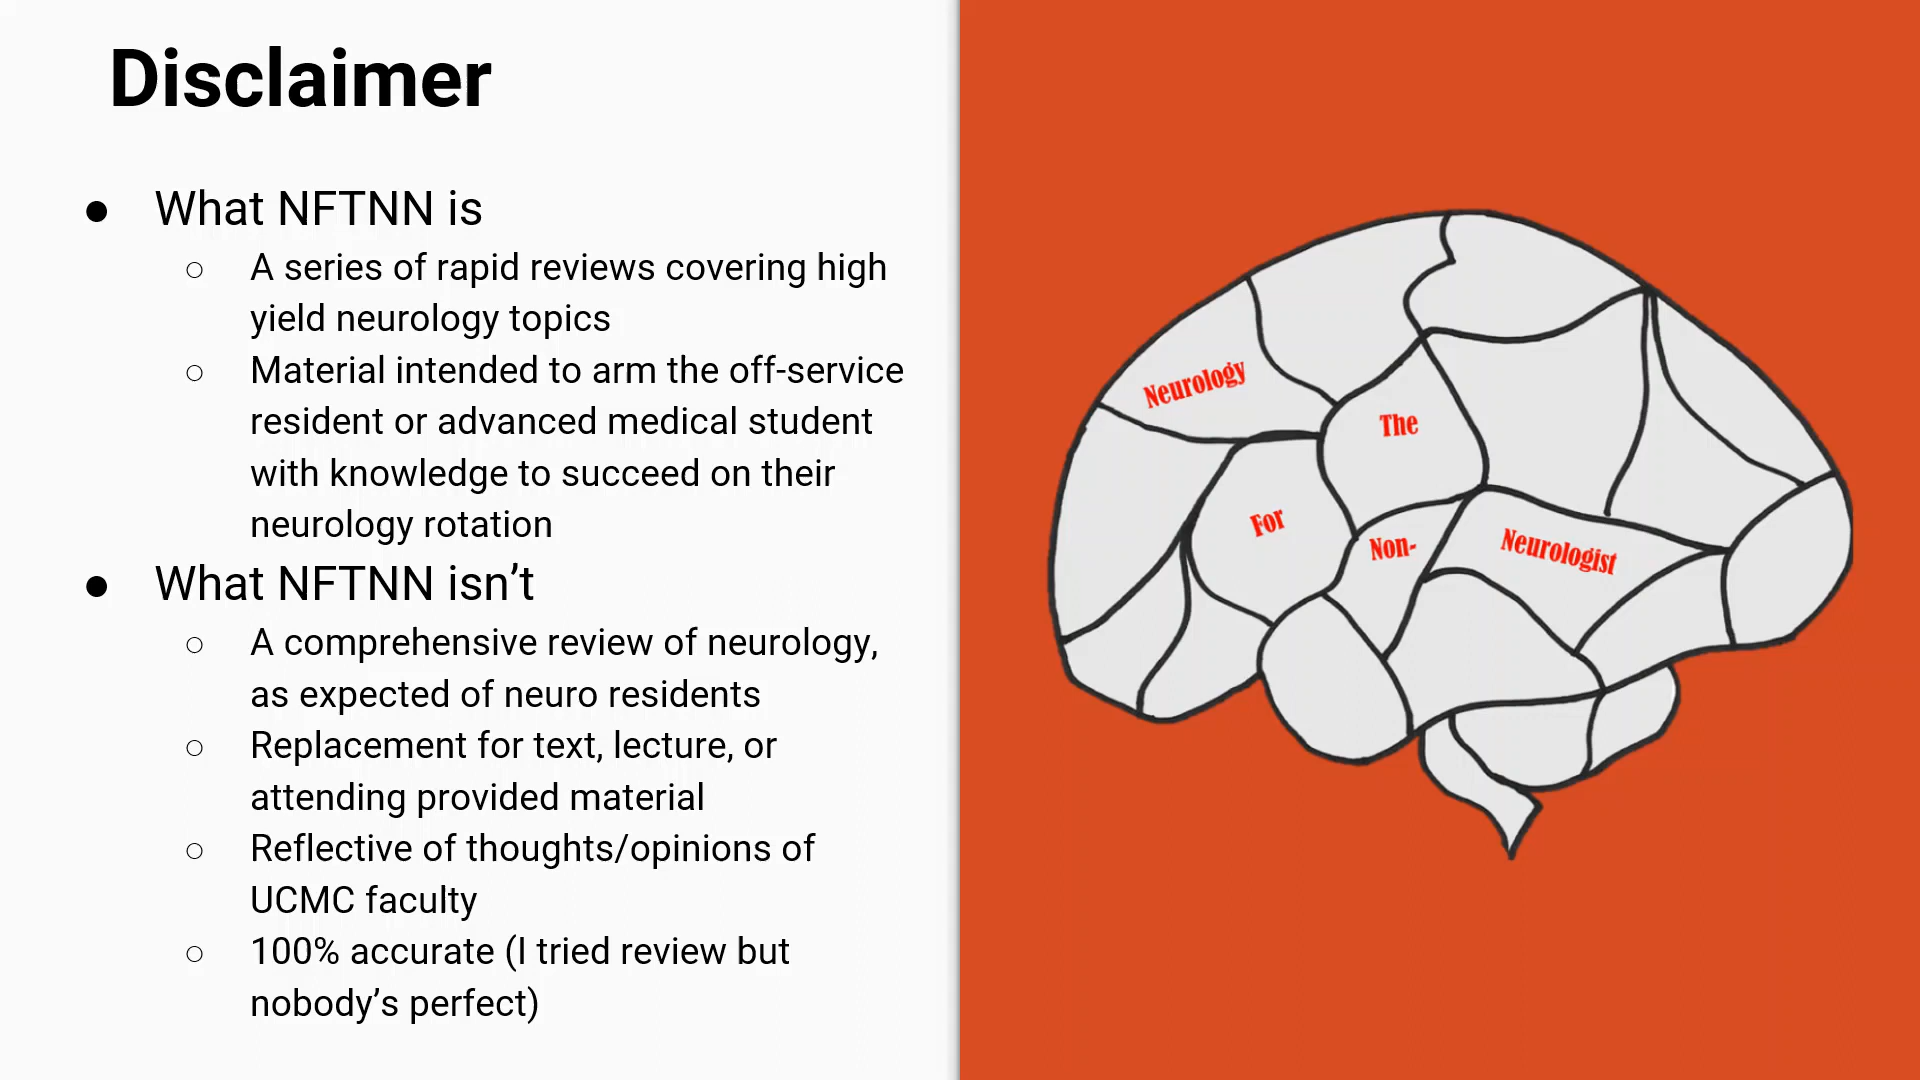 Disclaimer
● What NFTNN is
○ A series of rapid reviews covering high
yield neurology topics
○ Material intended to arm the off-service
resident or advanced medical student
with knowledge to succeed on their
neurology rotation
● What NFTNN isn’t
○ A comprehensive review of neurology,
as expected of neuro residents
○ Replacement for text, lecture, or
attending provided material
○ Reflective of thoughts/opinions of
UCMC faculty
○ 100% accurate (I tried review but
nobody’s perfect)
Neurology
The
For
Non-
Neurologist